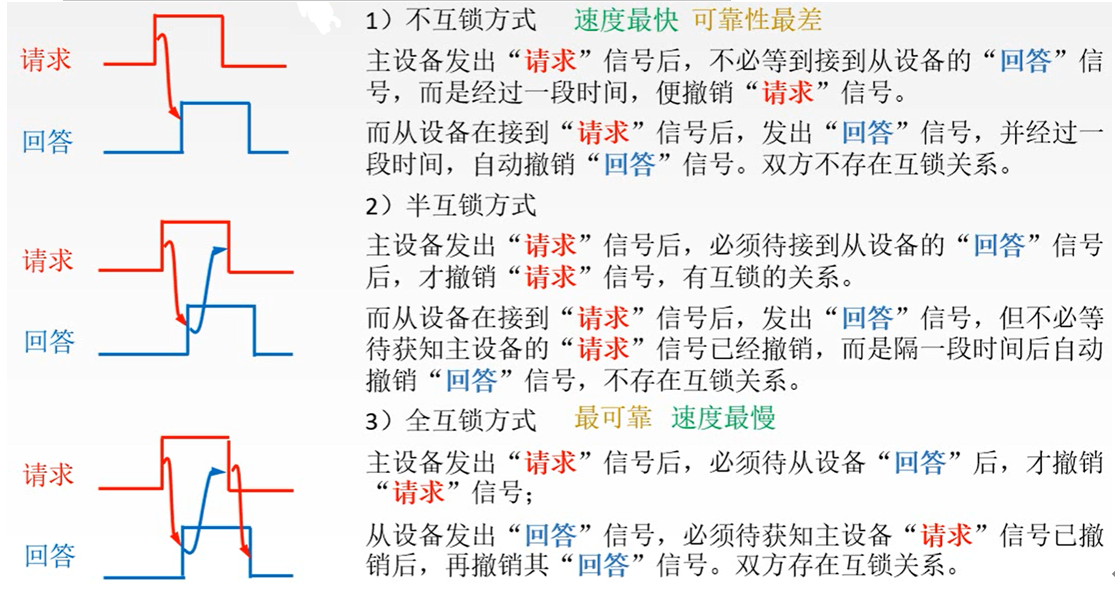 1）不互锁方式 速度最快 可靠性最差
请求
主设备发出“请求”信号后，不必等到接到从设备的“回答”信
号，而是经过一段时间，便撤销“请求”信号。
回答
而从设备在接到“请求”信号后，发出“回答”信号，并经过一
段时间，自动撤销“回答”信号。双方不存在互锁关系。
2）半互锁方式
请求
主设备发出“请求”信号后，必须待接到从设备的“回答”信号
后，才撤销“请求”信号，有互锁的关系。
回答
而从设备在接到“请求”信号后，发出“回答”信号，但不必等
待获知主设备的“请求”信号已经撤销，而是隔一段时间后自动
撤销“回答”信号，不存在互锁关系。
3）全互锁方式 最可靠 速度最慢
请求
主设备发出“请求”信号后，必须待从设备“回答”后，才撤销
“请求”信号；
回答
从设备发出“回答”信号，必须待获知主设备“请求”信号已撤
销后，再撤销其“回答”信号。双方存在互锁关系。